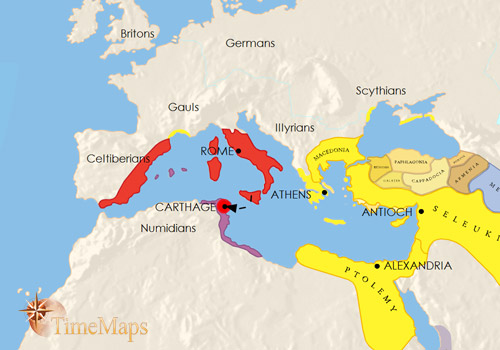 Britons
Germans
Scythians
Gauls
Illyrians
ROME
MACEDONIA
Celtiberians
PAPHLAGONIA
GALATIA
CAPPADOCIA
ARMENIA
ATHENS
CARTHAGE
ANTIOCH
SELEUKI
Numidians
ALEXANDRIA
PTOLEMY
TimeMaps